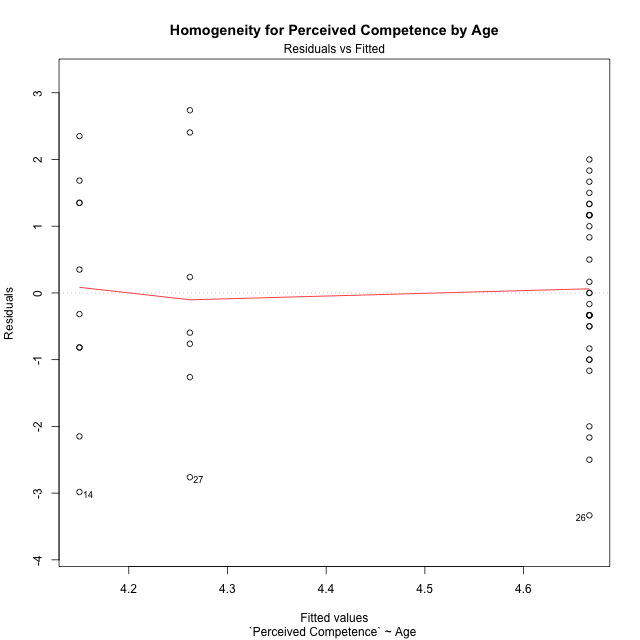 Homogeneity for Perceived Competence by Age
Residuals vs Fitted
3
2
1
0
-1
-2
-3
-4
Residuals
14
27
26
4.2 4.3 4.4 4.5 4.6
Fitted values
`Perceived Competence` ~ Age